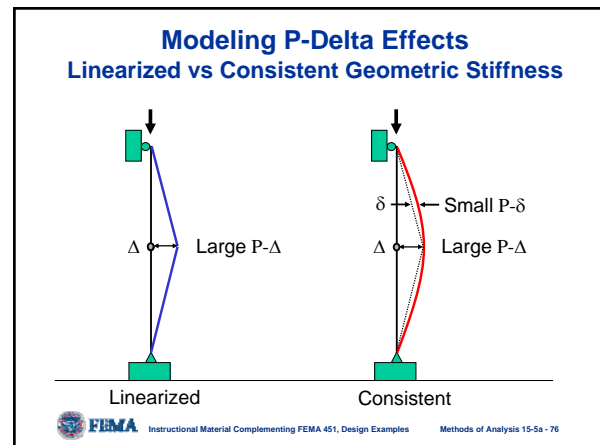 Modeling P-Delta Effects
Linearized vs Consistent Geometric Stiffness
Δ
Large P-Δ
δ
Small P-δ
Δ
Large P-Δ
Linearized
Consistent
FEMA
Instructional Material Complementing FEMA 451, Design Examples
Methods of Analysis 15-5a - 76